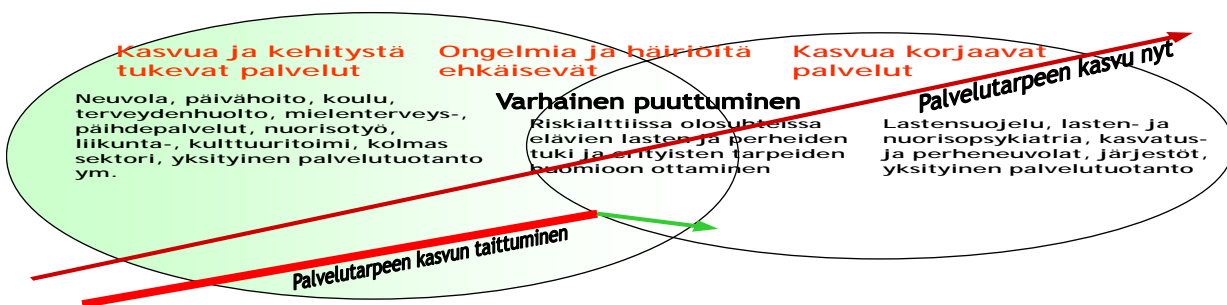 Kasvua ja kehitystä
tukevat palvelut
Neuvola, päivähoito, koulu,
terveydenhuolto, mielenterveys-,
päihdepalvelut, nuorisotyö,
liikunta-, kulttuuritoimi, kolmas
sektori, yksityinen palvelutuotanto
ym.
Ongelmia ja häiriöitä
ehkäisevät
Varhainen puuttuminen
Riskialttiissa olosuhteissa
elävien lasten ja perheiden
tuki ja erityisten tarpeiden
huomioon ottaminen
Kasvua korjaavat
palvelut
Lastensuojelu, lasten- ja
nuorisopsykiatria, kasvatus-
ja perheneuvolat, järjestöt,
yksityinen palvelutuotanto
Palvelutarpeen kasvu nyt
Palvelutarpeen kasvun taittuminen